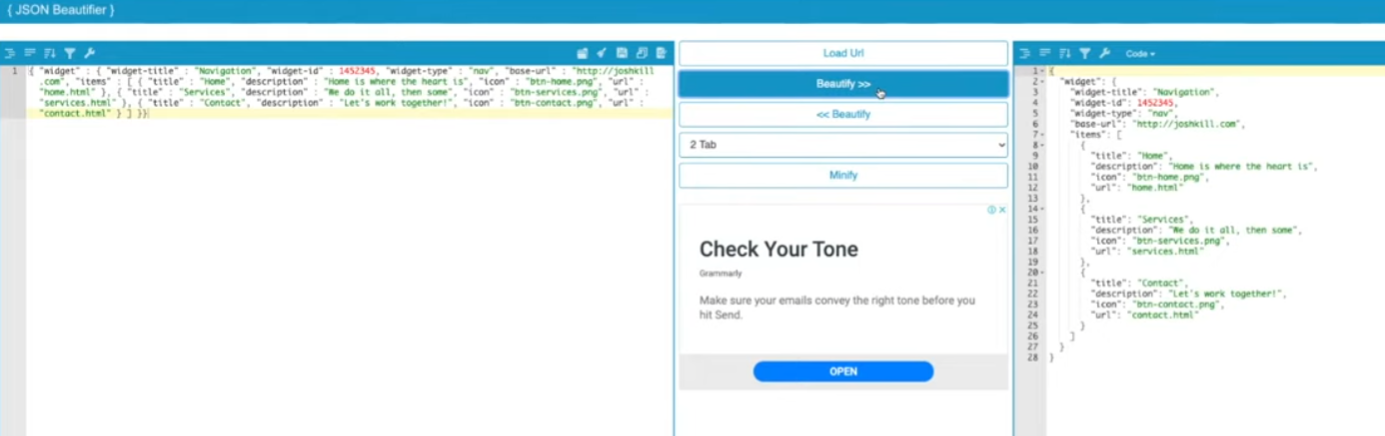 { JSON Beautifier }
1 { "widget" : { "widget-title" : "Navigation", "widget-id" : 1452345, "widget-type" : "nav", "base-url" : "http://joshkill
.com", "items" : [ { "title" : "Home", "description" : "Home is where the heart is", "icon" : "btn-home.png", "url" :
"home.html" }, { "title" : "Services", "description" : "We do it all, then some", "icon" : "btn-services.png", "url" :
"services.html" }, { "title" : "Contact", "description" : "Let's work together!", "icon" : "btn-contact.png", "url" :
"contact.html" } ] }}
Load Url
Beautify >>
<< Beautify
2 Tab
Minify
Check Your Tone
Grammarly
Make sure your emails convey the right tone before you
hit Send.
OPEN
Code
1 {
2 "widget": {
3 "widget-title": "Navigation",
4 "widget-id": 1452345,
5 "widget-type": "nav",
6 "base-url": "http://joshkill.com",
7 "items": [
8 {
9 "title": "Home",
10 "description": "Home is where the heart is",
11 "icon": "btn-home.png",
12 "url": "home.html"
13 },
14 {
15 "title": "Services",
16 "description": "We do it all, then some",
17 "icon": "btn-services.png",
18 "url": "services.html"
19 },
20 {
21 "title": "Contact",
22 "description": "Let's work together!",
23 "icon": "btn-contact.png",
24 "url": "contact.html"
25 }
26 ]
27 }
28 }